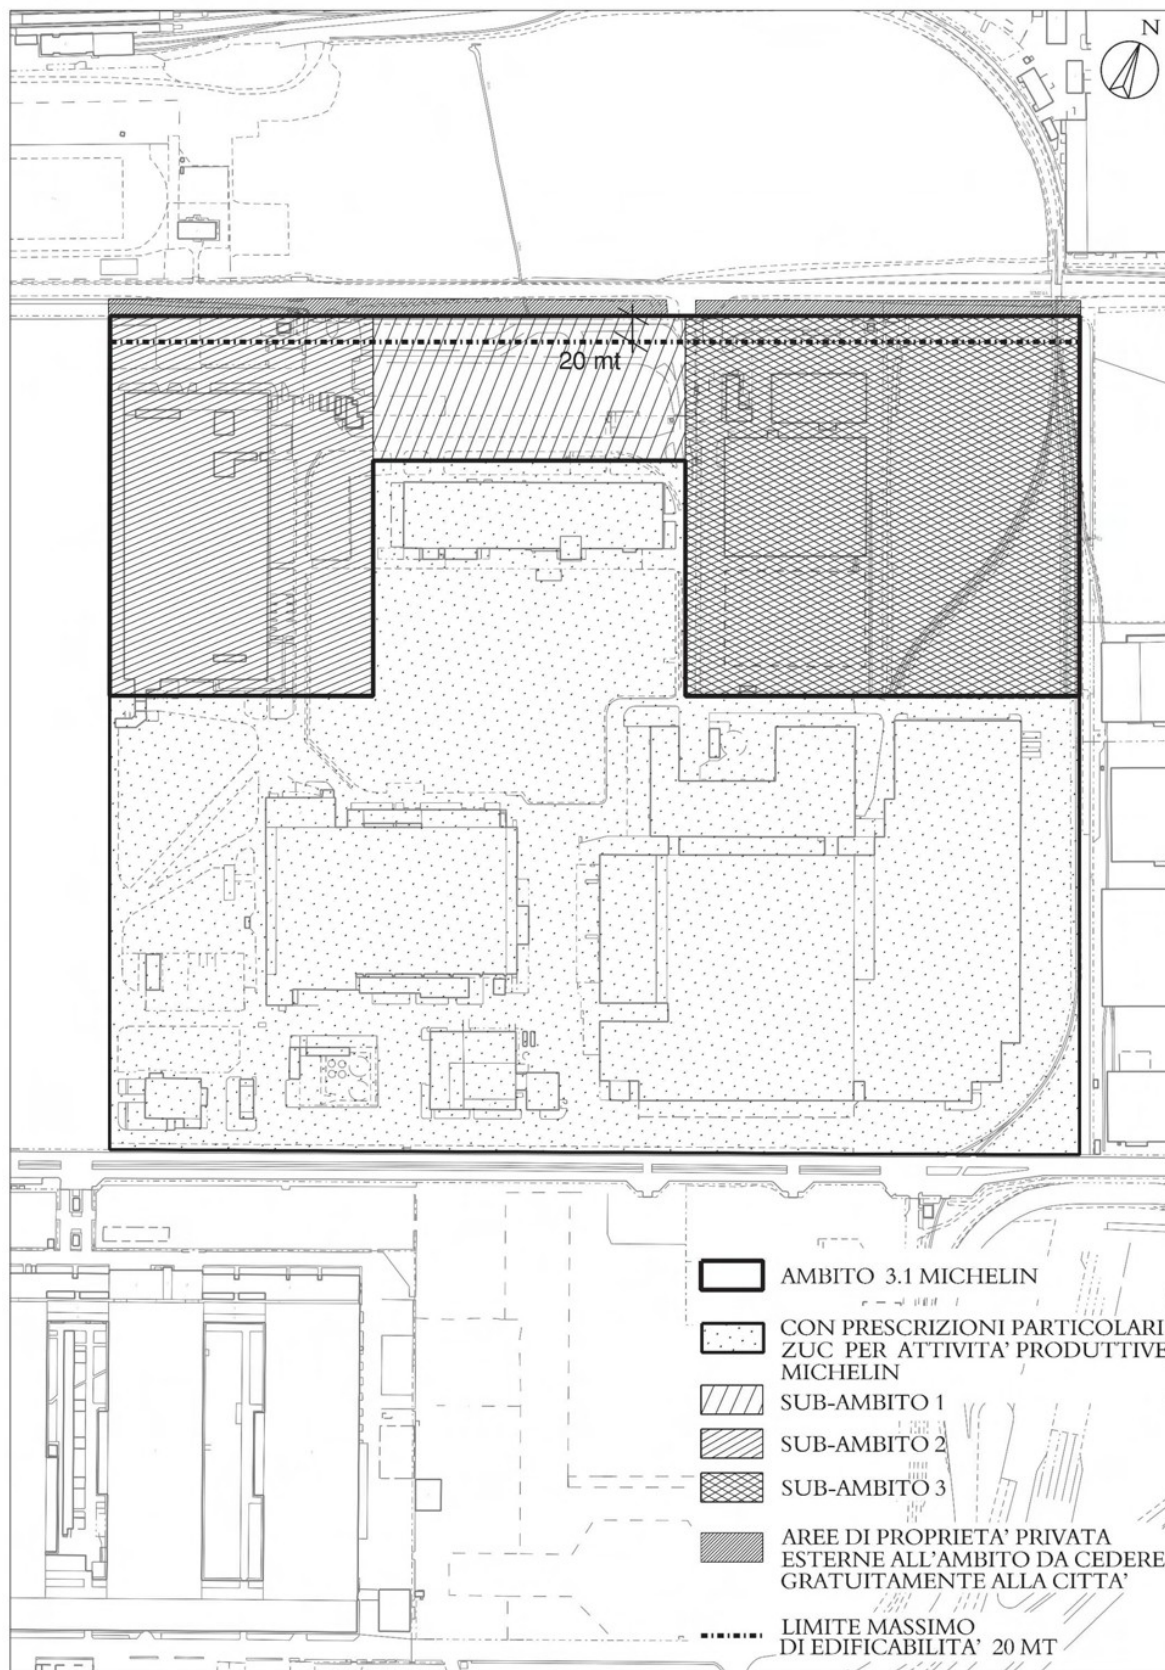 N
20 mt
AMBITO 3.1 MICHELIN
CON PRESCRIZIONI PARTICOLARI
ZUC PER ATTIVITA' PRODUTTIVE
MICHELIN
SUB-AMBITO 1
SUB-AMBITO 2
SUB-AMBITO 3
AREE DI PROPRIETA' PRIVATA
ESTERNE ALL'AMBITO DA CEDERE
GRATUITAMENTE ALLA CITTA'
LIMITE MASSIMO
DI EDIFICABILITA' 20 MT